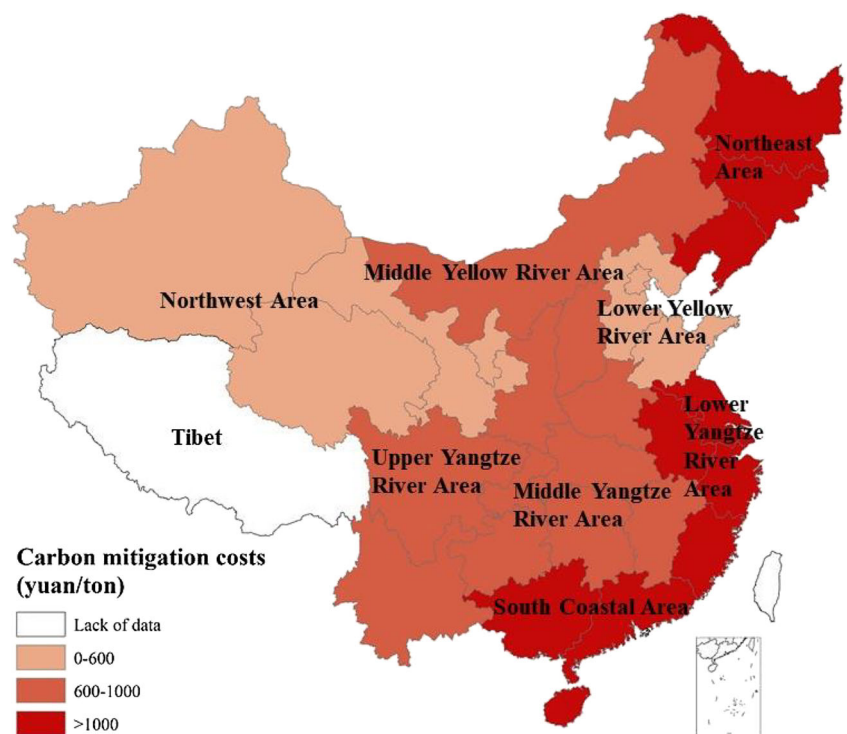 Northeast
Area
Middle Yellow River Area
Northwest Area
Lower Yellow
River Area
Lower
Yangtze
River
Area
Tibet
Upper Yangtze
River Area
Middle Yangtze
River Area
South Coastal Area
Carbon mitigation costs
(yuan/ton)
Lack of data
0-600
600-1000
>1000